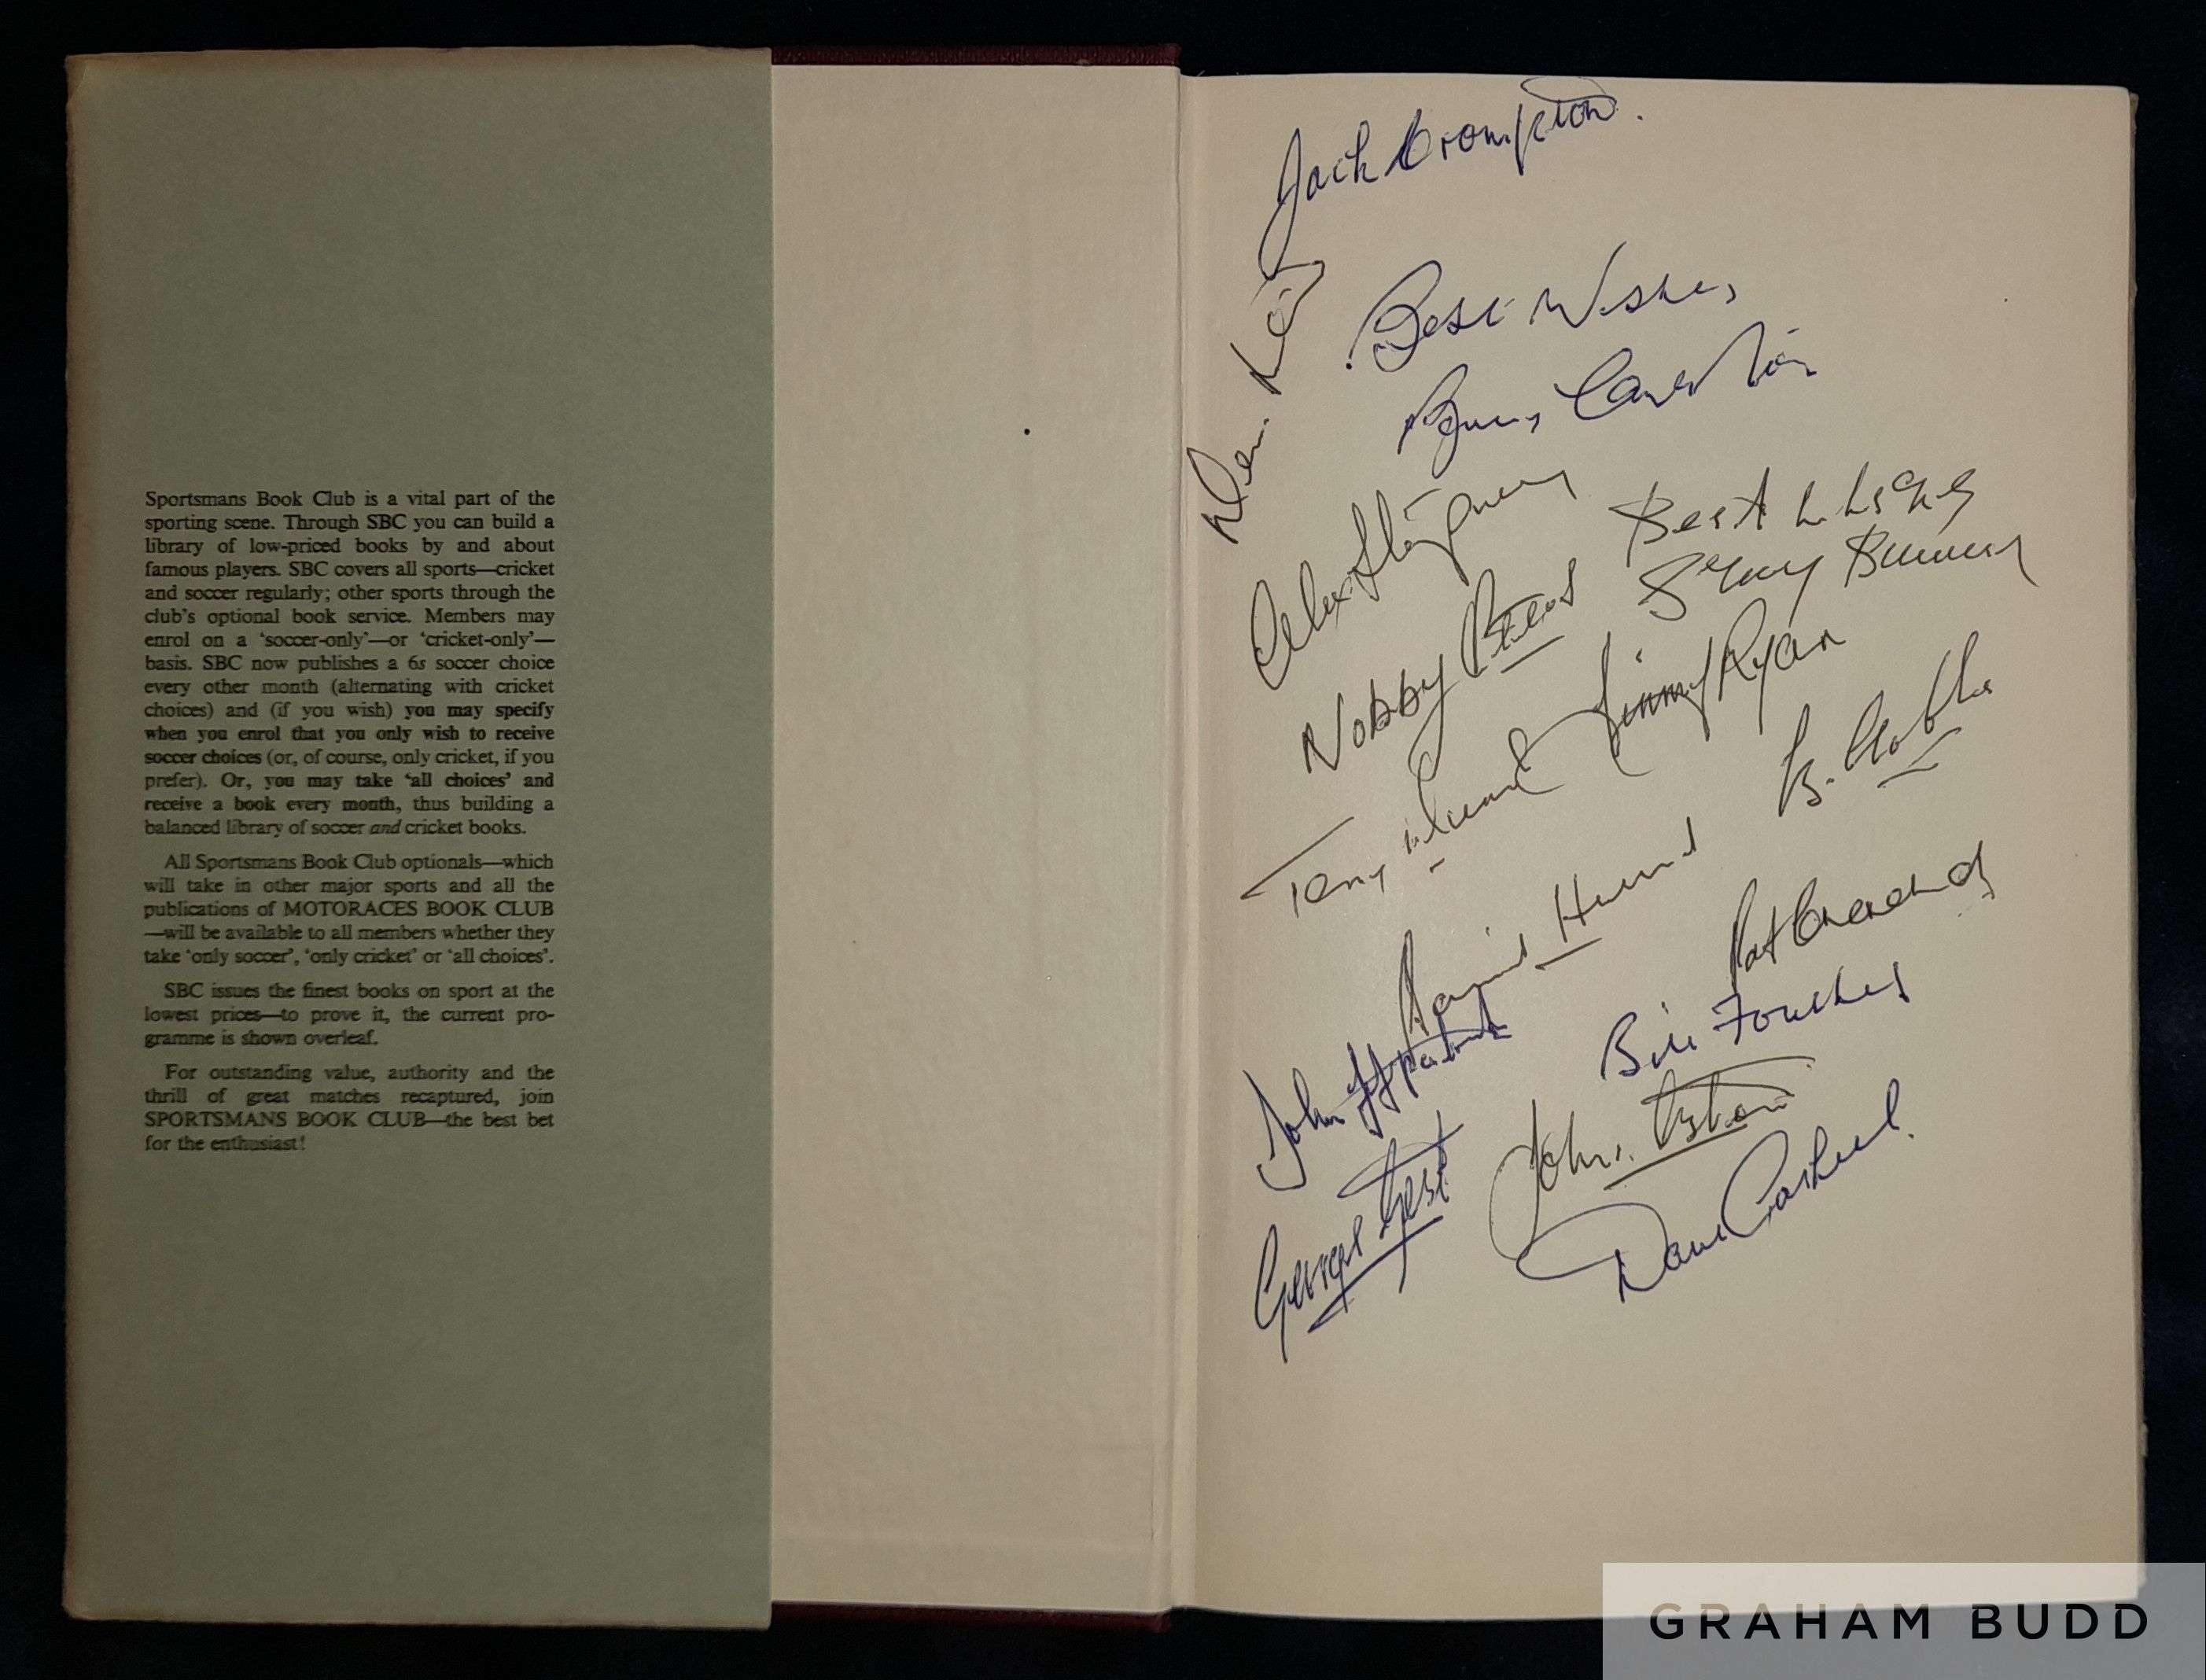 Sportsmans Book Club is a vital part of the
sporting scene. Through SBC you can build a
library of low-priced books by and about
famous players. SBC covers all sports—cricket
and soccer regularly; other sports through the
club's optional book service. Members may
enrol on a 'soccer-only'—or 'cricket-only'—
basis. SBC now publishes a 6s soccer choice
every other month (alternating with cricket
choices) and (if you wish) you may specify
when you enrol that you only wish to receive
soccer choices (or, of course, only cricket, if you
prefer). Or, you may take 'all choices' and
receive a book every month, thus building a
balanced library of soccer and cricket books.
All Sportsmans Book Club optionals—which
will take in other major sports and all the
publications of MOTORACES BOOK CLUB
—will be available to all members whether they
take 'only soccer', 'only cricket' or 'all choices'.
SBC issues the finest books on sport at the
lowest prices—to prove it, the current pro-
gramme is shown overleaf.
For outstanding value, authority and the
thrill of great matches recaptured, join
SPORTSMANS BOOK CLUB—the best bet
for the enthusiast!
Jack Crompton.
Best Wishes,
Alex Stepney
Best Wishes
Nobby Stiles
Jimmy Ryan
Pat Crerand
John Fitzpatrick
Bill Foulkes
John Aston
George Best
GRAHAM BUDD